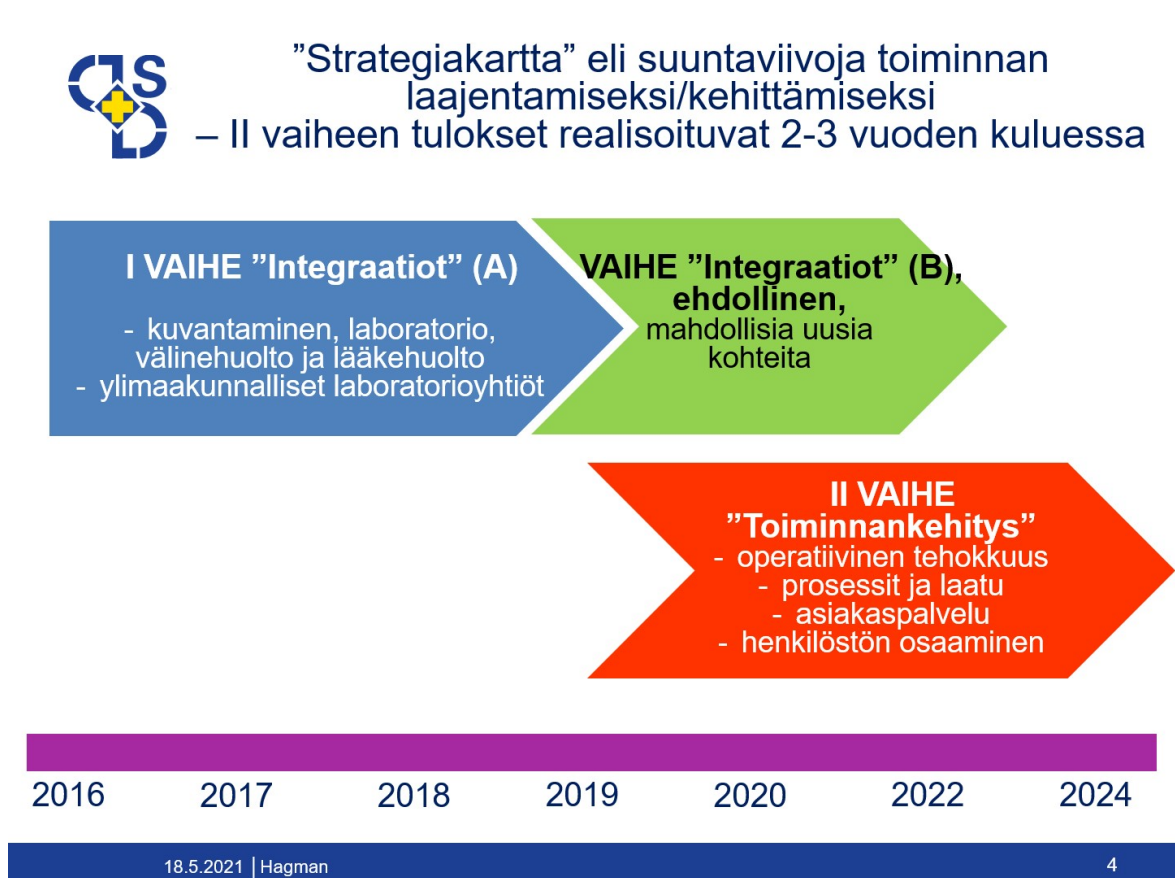 ”Strategiakartta” eli suuntaviivoja toiminnan
laajentamiseksi/kehittämiseksi
– II vaiheen tulokset realisoituvat 2-3 vuoden kuluessa
I VAIHE ”Integraatiot” (A)
- kuvantaminen, laboratorio,
välinehuolto ja lääkehuolto
- ylimaakunnalliset laboratorioyhtiöt
VAIHE ”Integraatiot” (B),
ehdollinen,
mahdollisia uusia
kohteita
II VAIHE
”Toiminnankehitys”
- operatiivinen tehokkuus
- prosessit ja laatu
- asiakaspalvelu
- henkilöstön osaaminen
2016 2017 2018 2019 2020 2022 2024
18.5.2021 | Hagman 4